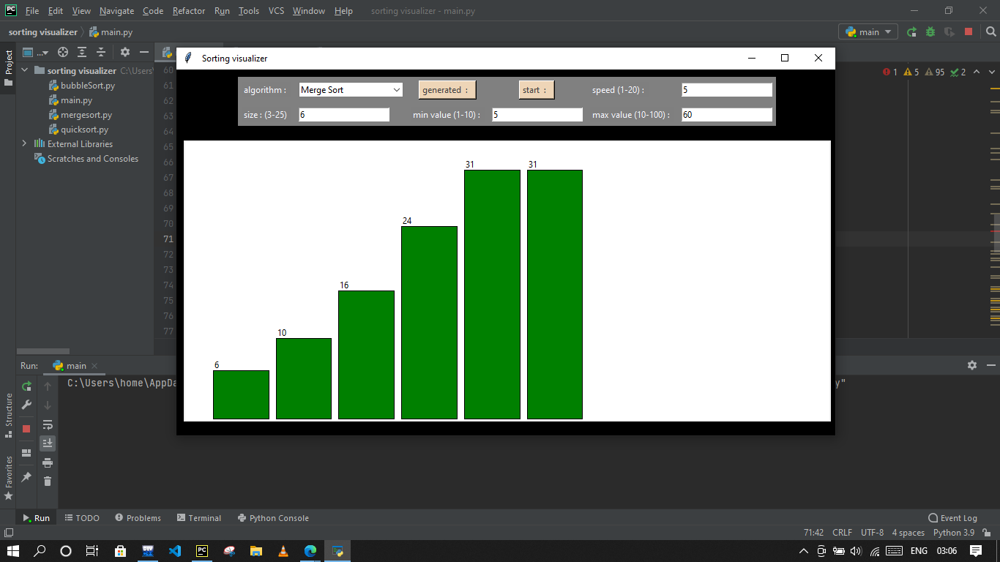 PC File Edit View Navigate Code Refactor Run Tools VCS Window Help sorting visualizer - main.py
sorting visualizer main.py main
Project
...
sorting visualizer C:\Users\
bubbleSort.py
main.py
mergesort.py
quicksort.py
External Libraries
Scratches and Consoles
60
61
62
63
64
65
66
67
68
69
70
71
72
73
74
75
76
77
1 5 95 2
Sorting visualizer
algorithm : Merge Sort generated : start : speed (1-20) : 5
size : (3-25) 6 min value (1-10) : 5 max value (10-100) : 60
31 31
24
16
10
6
Run: main
C:\Users\home\AppDa y"
Structure
Favorites
Run TODO Problems Terminal Python Console Event Log
71:42 CRLF UTF-8 4 spaces Python 3.9
PC ENG 03:06